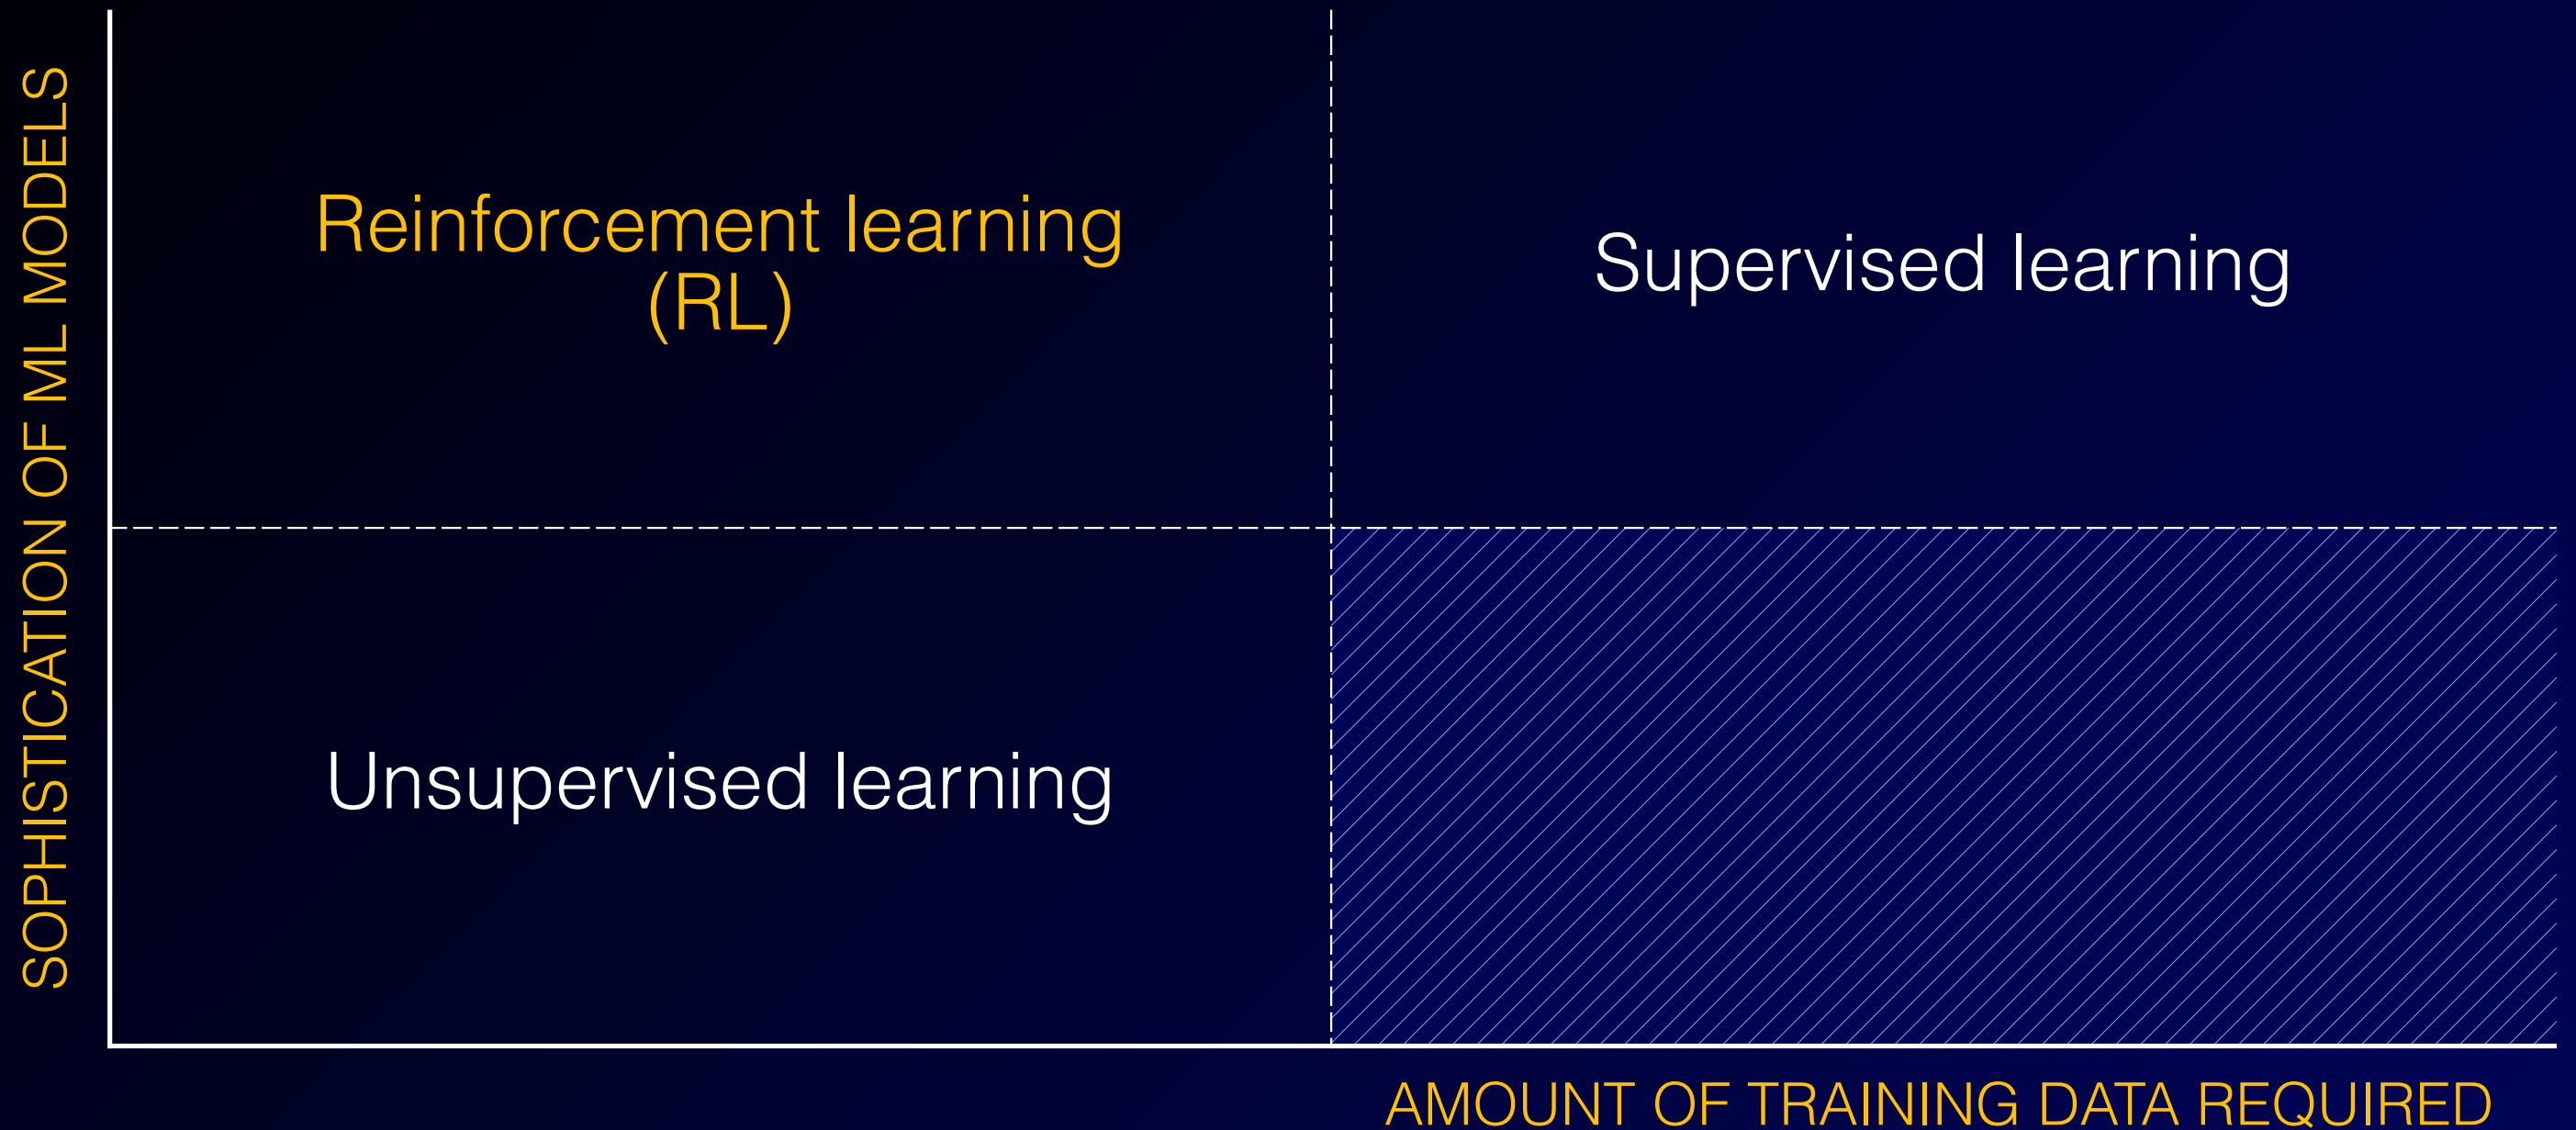 SOPHISTICATION OF ML MODELS
Reinforcement learning
(RL)
Supervised learning
Unsupervised learning
AMOUNT OF TRAINING DATA REQUIRED